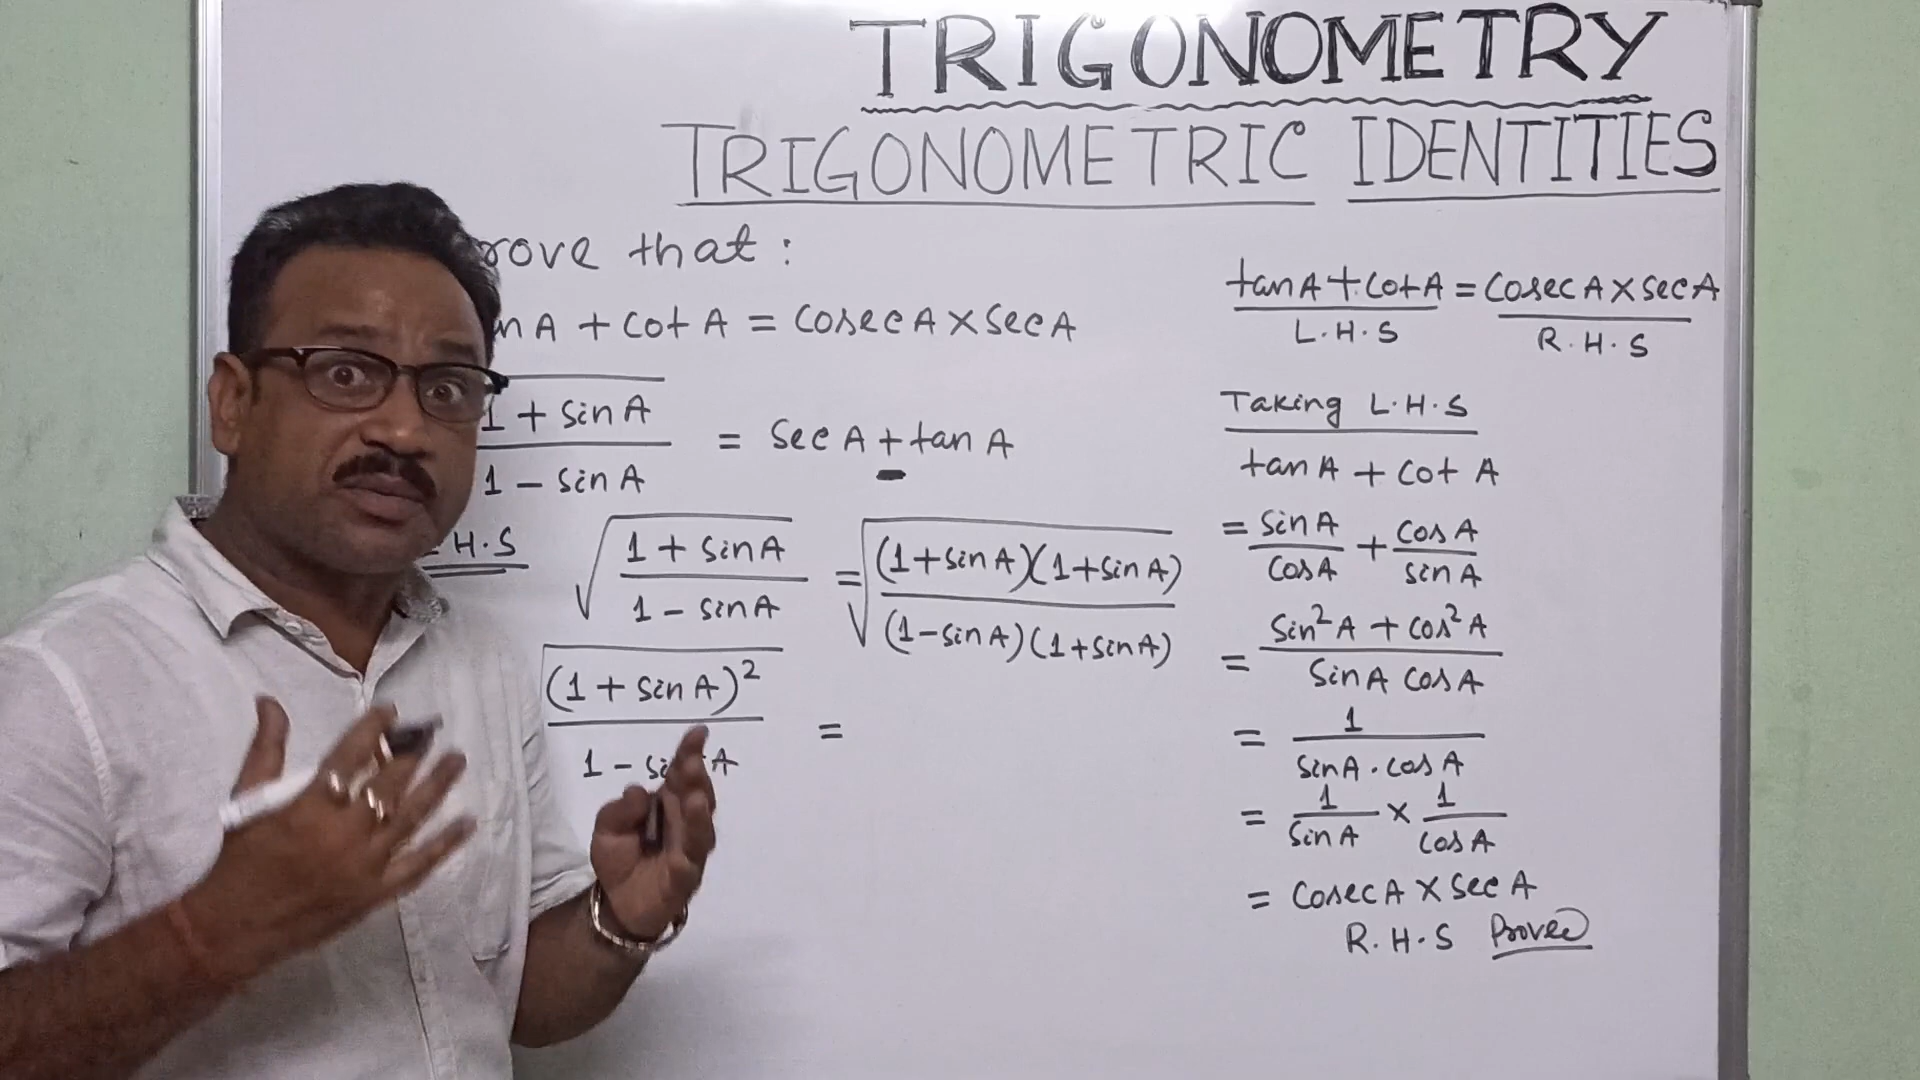 TRIGONOMETRY
TRIGONOMETRIC IDENTITIES
rove that :
nA + cot A = cosec A × sec A
1 + sin A
1 - sin A
= sec A + tan A
H.S
√
1 + sin A
1 - sin A
= √
(1+sin A)(1+sin A)
(1-sin A)(1+sin A)
(1 + sin A)²
1 - si A
=
tan A + cot A = cosec A × sec A
L.H.S
R.H.S
Taking L.H.S
tan A + cot A
= sin A/cos A + cos A/sin A
= sin²A + cos²A
sin A cos A
= 1
sin A . cos A
= 1/sin A × 1/cos A
= cosec A × sec A
R.H.S Proved